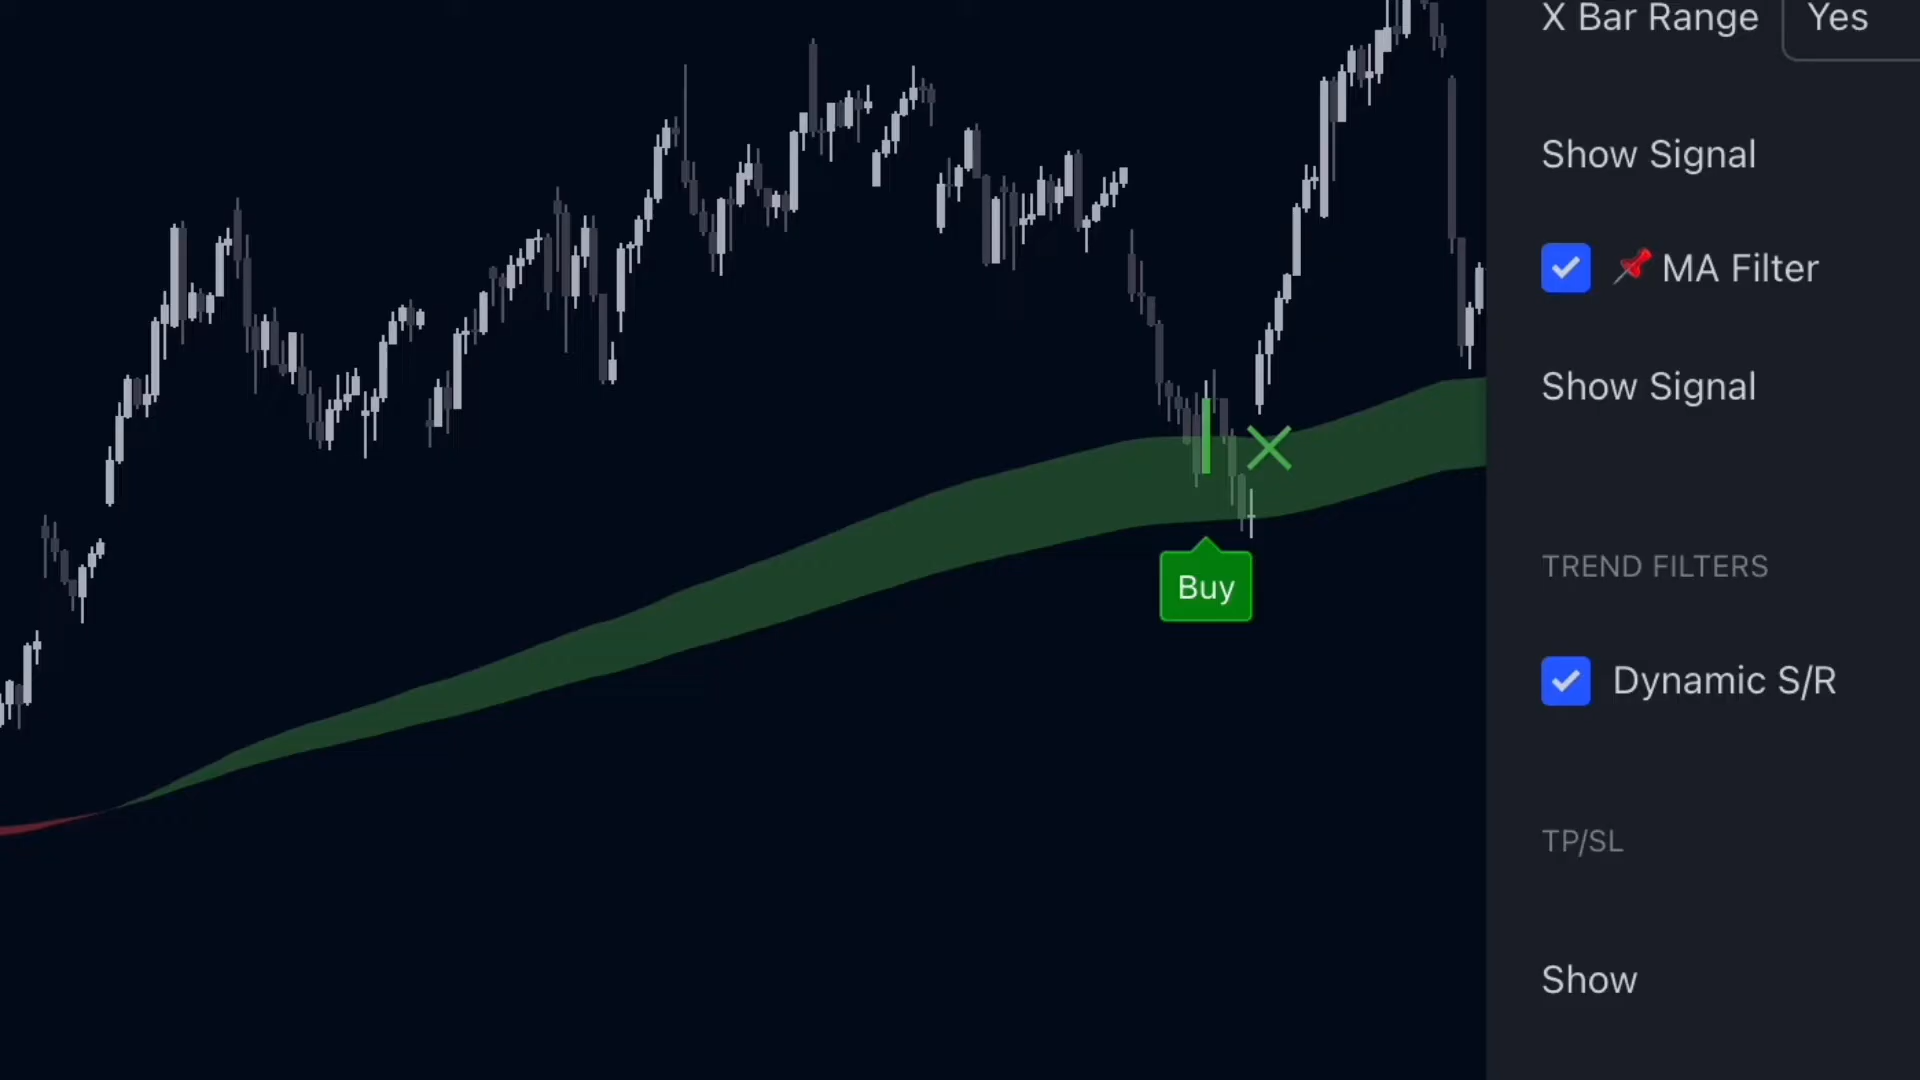 X Bar Range Yes
Show Signal
📌 MA Filter
Show Signal
TREND FILTERS
Dynamic S/R
TP/SL
Show
Buy